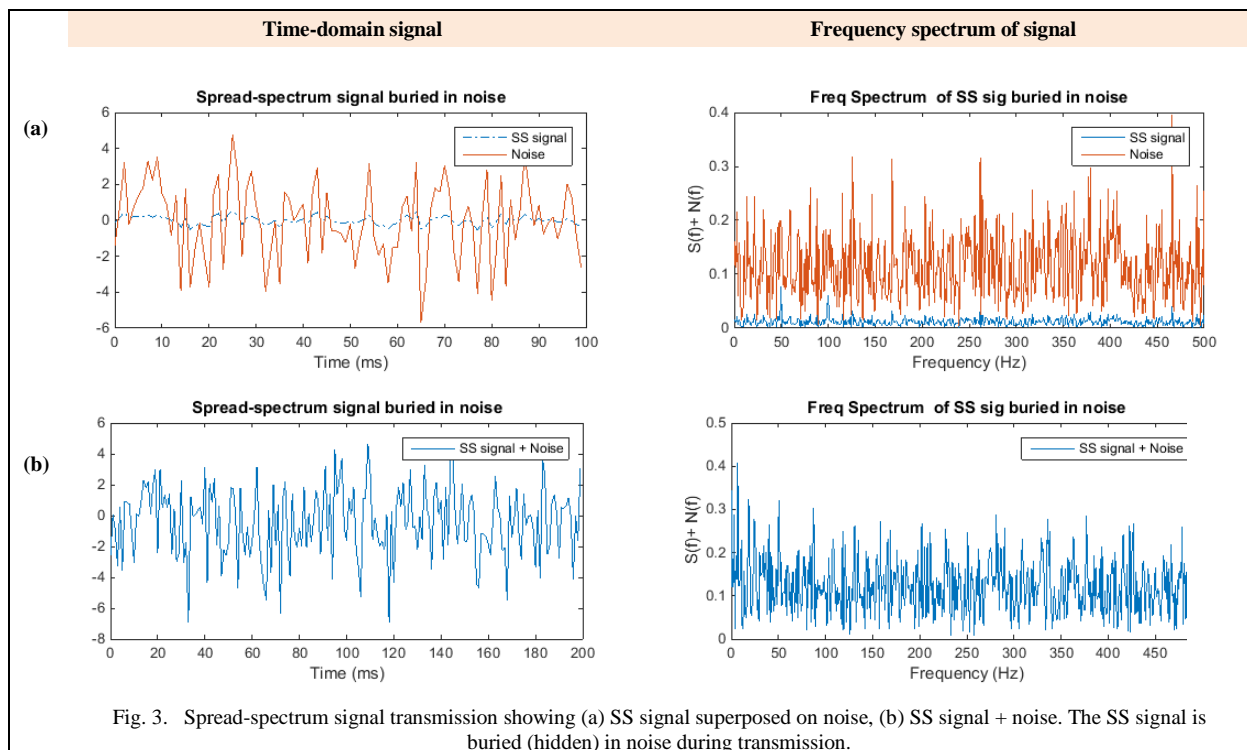 Time-domain signal
Frequency spectrum of signal
(a)
Spread-spectrum signal buried in noise
6
4
2
0
-2
-4
-6
SS signal
Noise
0 10 20 30 40 50 60 70 80 90 100
Time (ms)
Freq Spectrum of SS sig buried in noise
S(f)+ N(f)
0.4
0.3
0.2
0.1
0
SS signal
Noise
0 50 100 150 200 250 300 350 400 450 500
Frequency (Hz)
(b)
Spread-spectrum signal buried in noise
6
4
2
0
-2
-4
-6
-8
SS signal + Noise
0 20 40 60 80 100 120 140 160 180 200
Time (ms)
Freq Spectrum of SS sig buried in noise
S(f)+ N(f)
0.5
0.4
0.3
0.2
0.1
0
SS signal + Noise
0 50 100 150 200 250 300 350 400 450
Frequency (Hz)
Fig. 3. Spread-spectrum signal transmission showing (a) SS signal superposed on noise, (b) SS signal + noise. The SS signal is
buried (hidden) in noise during transmission.